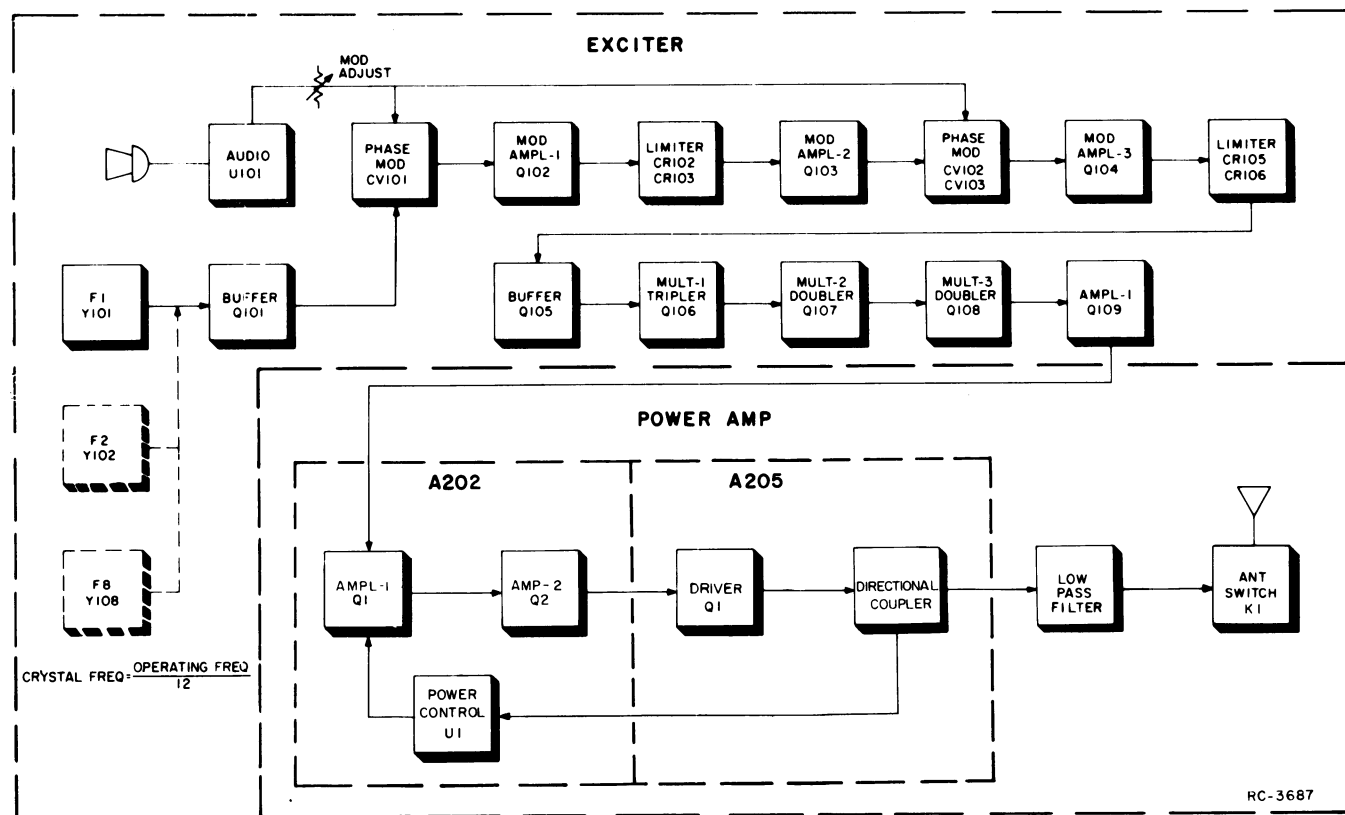 EXCITER
MOD
ADJUST
AUDIO
U101
PHASE
MOD
CV101
MOD
AMPL-1
Q102
LIMITER
CR102
CR103
MOD
AMPL-2
Q103
PHASE
MOD
CV102
CV103
MOD
AMPL-3
Q104
LIMITER
CR105
CR106
F1
Y101
BUFFER
Q101
BUFFER
Q105
MULT-1
TRIPLER
Q106
MULT-2
DOUBLER
Q107
MULT-3
DOUBLER
Q108
AMPL-1
Q109
F2
Y102
F8
Y108
CRYSTAL FREQ=OPERATING FREQ
12
POWER AMP
A202
A205
AMPL-1
Q1
AMP-2
Q2
DRIVER
Q1
DIRECTIONAL
COUPLER
LOW
PASS
FILTER
ANT
SWITCH
K1
POWER
CONTROL
U1
RC-3687